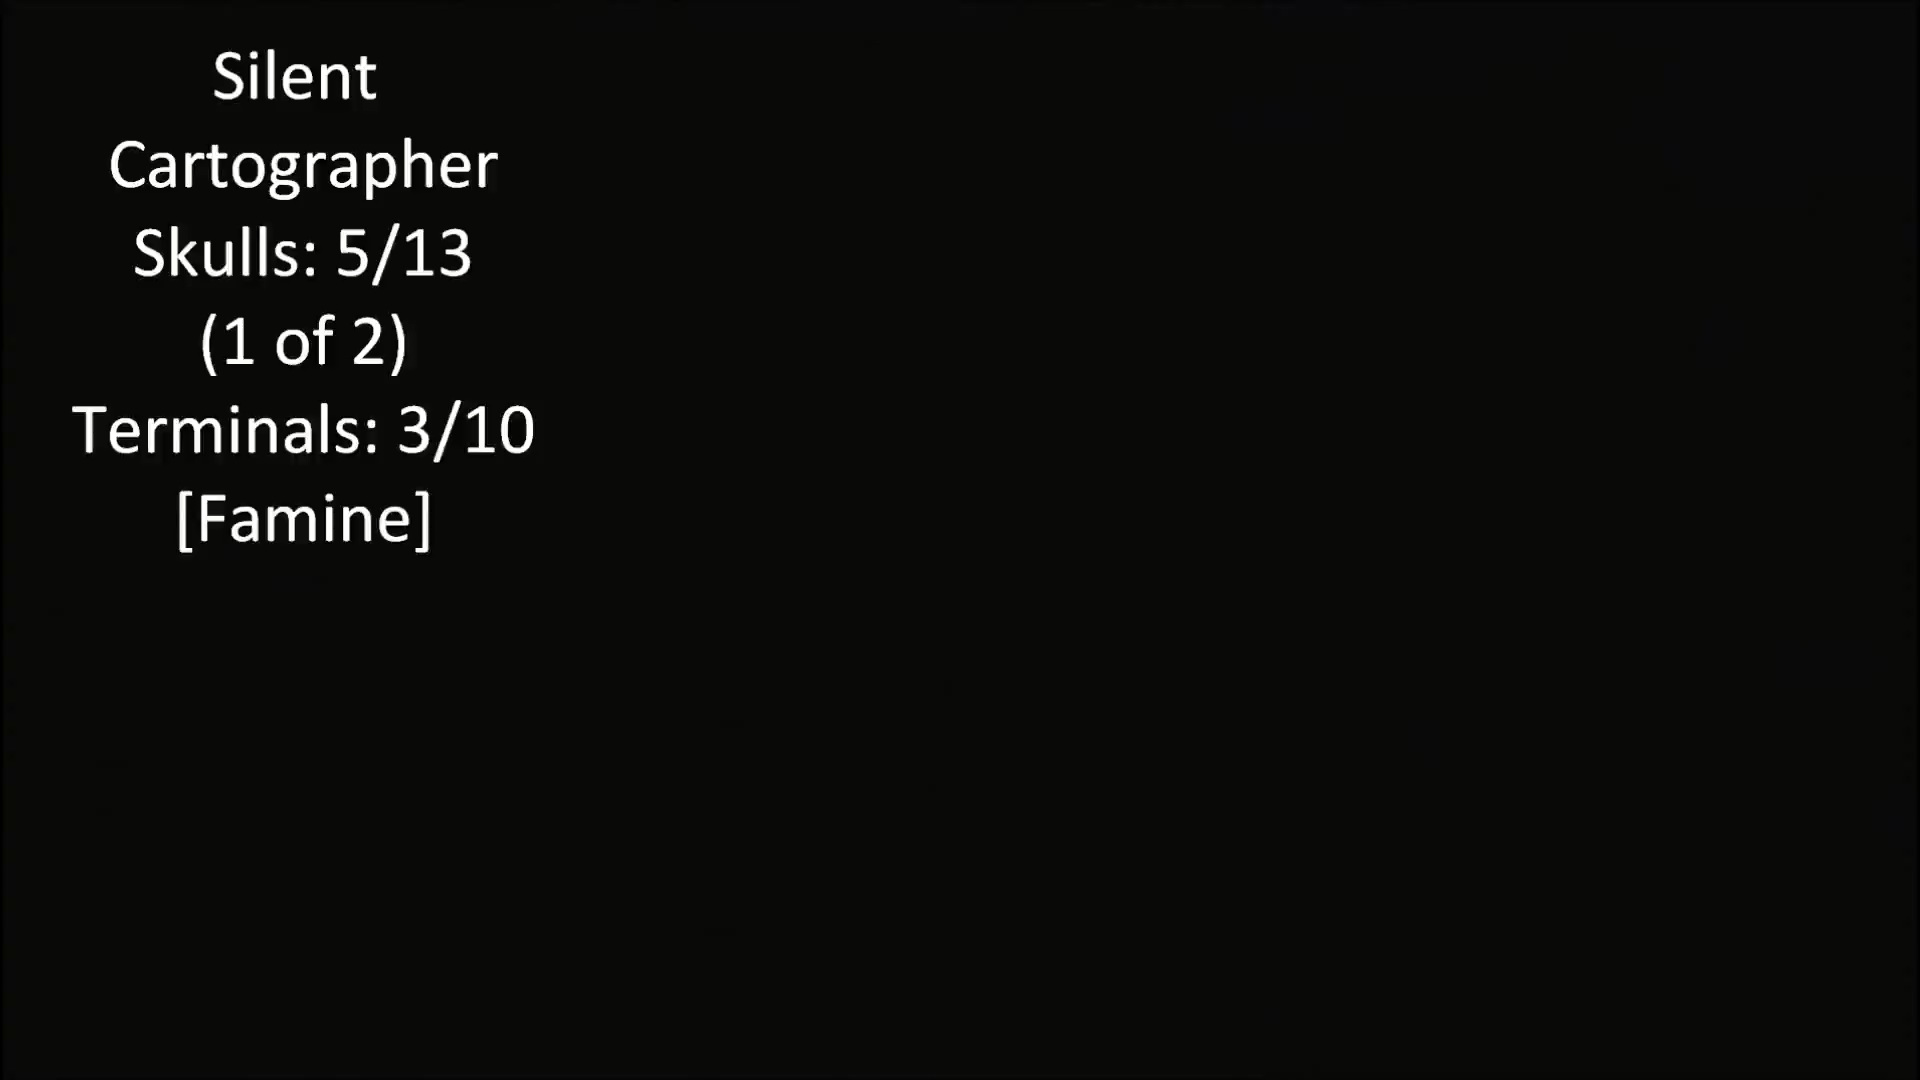 Silent
Cartographer
Skulls: 5/13
(1 of 2)
Terminals: 3/10
[Famine]